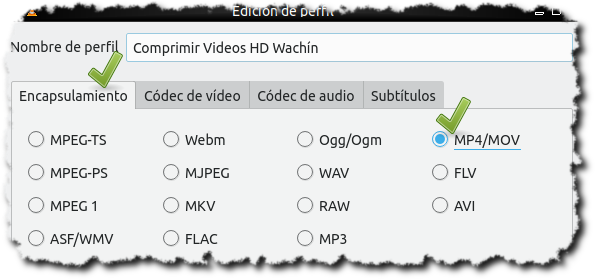 Edición de perfil
Nombre de perfil Comprimir Videos HD Wachín
Encapsulamiento Códec de vídeo Códec de audio Subtítulos
MPEG-TS Webm Ogg/Ogm MP4/MOV
MPEG-PS MJPEG WAV FLV
MPEG 1 MKV RAW AVI
ASF/WMV FLAC MP3